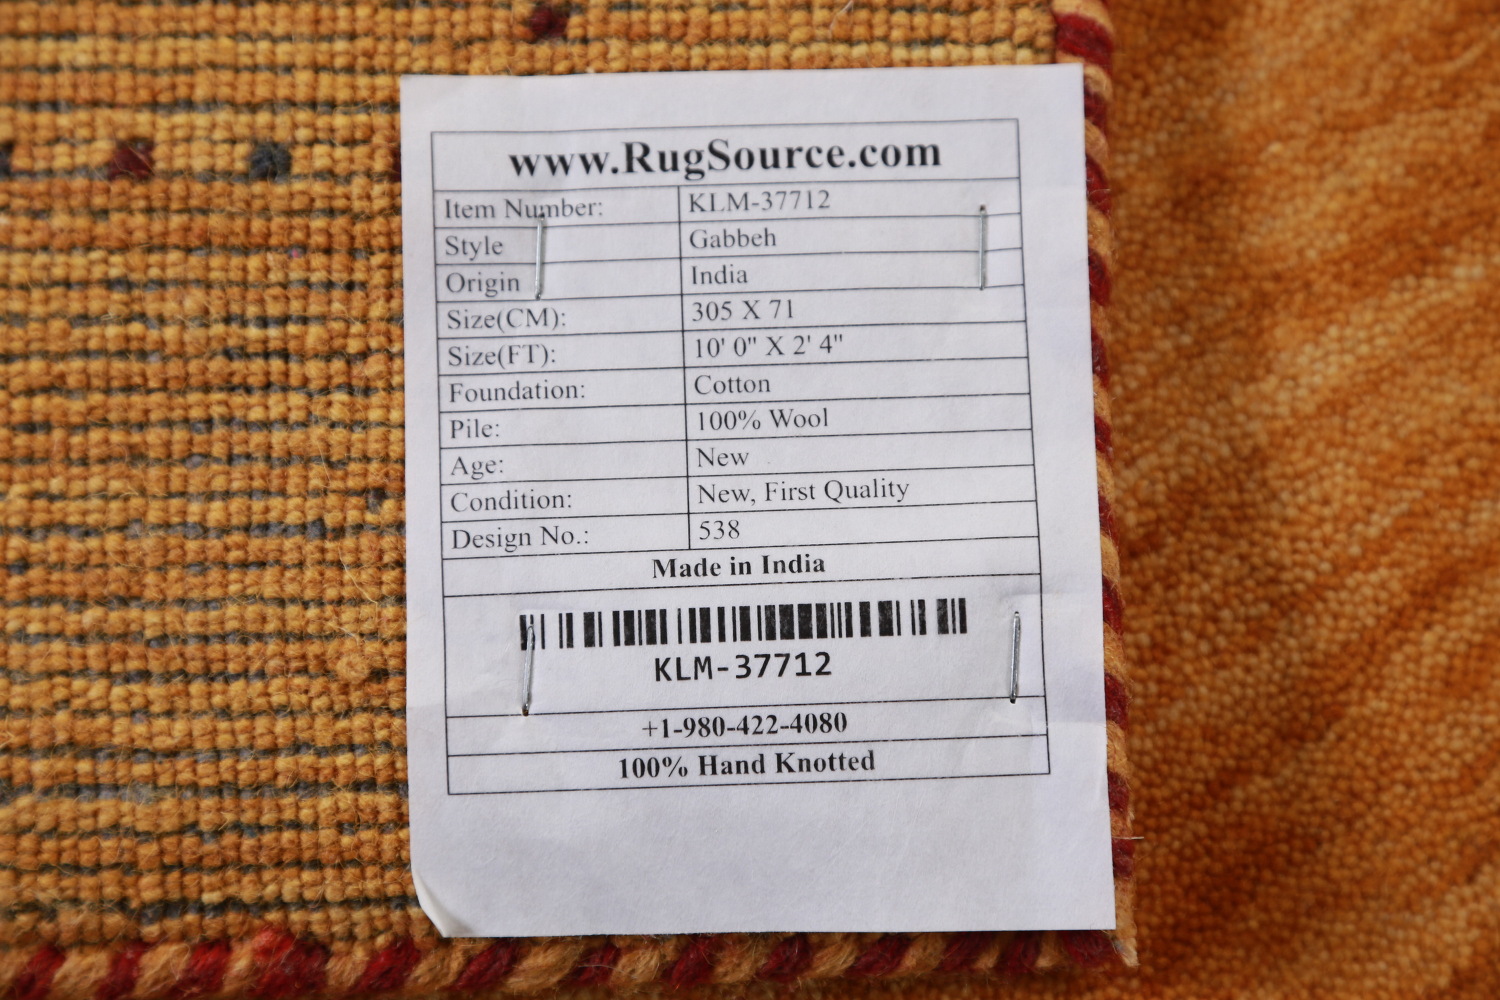 www.RugSource.com
Item Number: KLM-37712
Style Gabbeh
Origin India
Size(CM): 305 X 71
Size(FT): 10' 0" X 2' 4"
Foundation: Cotton
Pile: 100% Wool
Age: New
Condition: New, First Quality
Design No.: 538
Made in India
KLM-37712
+1-980-422-4080
100% Hand Knotted